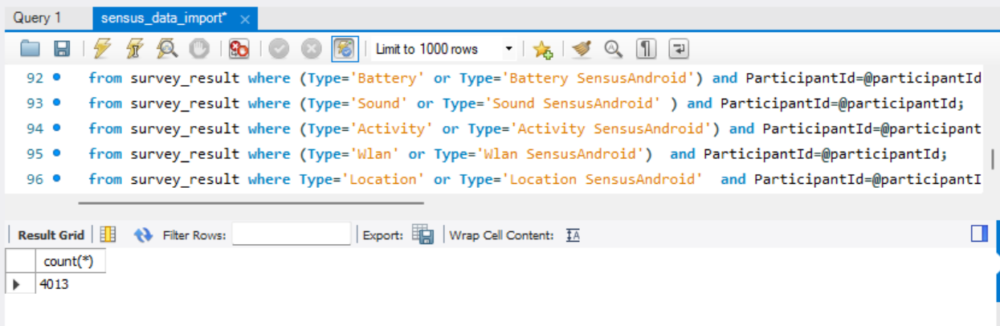 Query 1 sensus_data_import*
Limit to 1000 rows
92 from survey_result where (Type='Battery' or Type='Battery SensusAndroid') and ParticipantId=@participantId
93 from survey_result where (Type='Sound' or Type='Sound SensusAndroid' ) and ParticipantId=@participantId;
94 from survey_result where (Type='Activity' or Type='Activity SensusAndroid') and ParticipantId=@participant
95 from survey_result where (Type='Wlan' or Type='Wlan SensusAndroid')  and ParticipantId=@participantId;
96 from survey_result where Type='Location' or Type='Location SensusAndroid'  and ParticipantId=@participantI
Result Grid Filter Rows: Export: Wrap Cell Content: IA
count(*)
4013